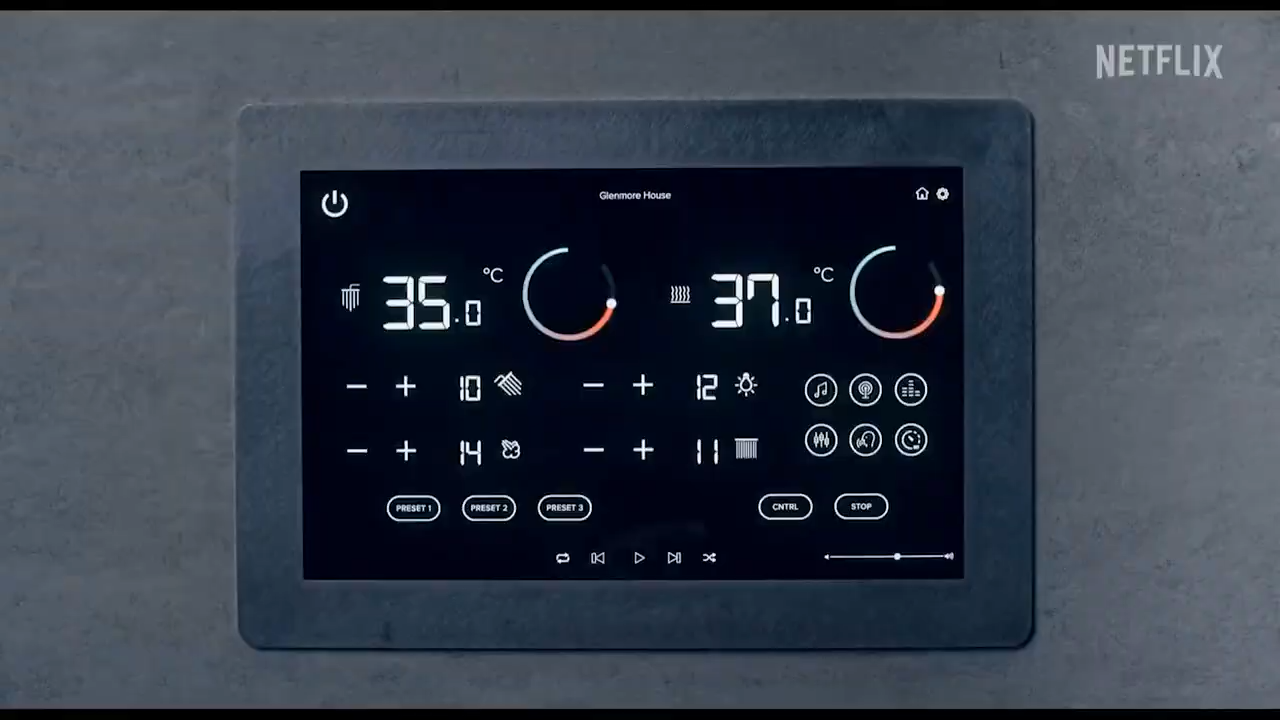 NETFLIX
Glenmore House
35.0 °C
37.0 °C
10
12
14
11
PRESET 1
PRESET 2
PRESET 3
CNTRL
STOP